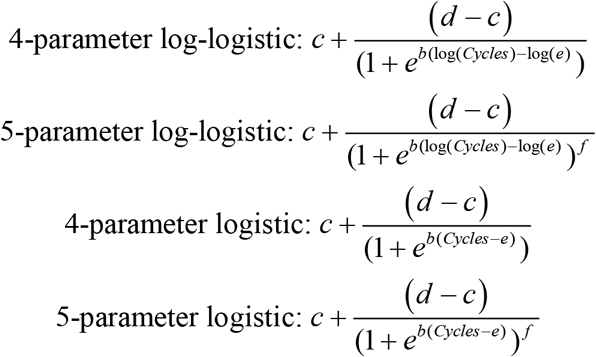 4-parameter log-logistic: c + (d − c) / (1 + e^{b(log(Cycles)−log(e)})
5-parameter log-logistic: c + (d − c) / (1 + e^{b(log(Cycles)−log(e)})^f
4-parameter logistic: c + (d − c) / (1 + e^{b(Cycles−e)})
5-parameter logistic: c + (d − c) / (1 + e^{b(Cycles−e)})^f